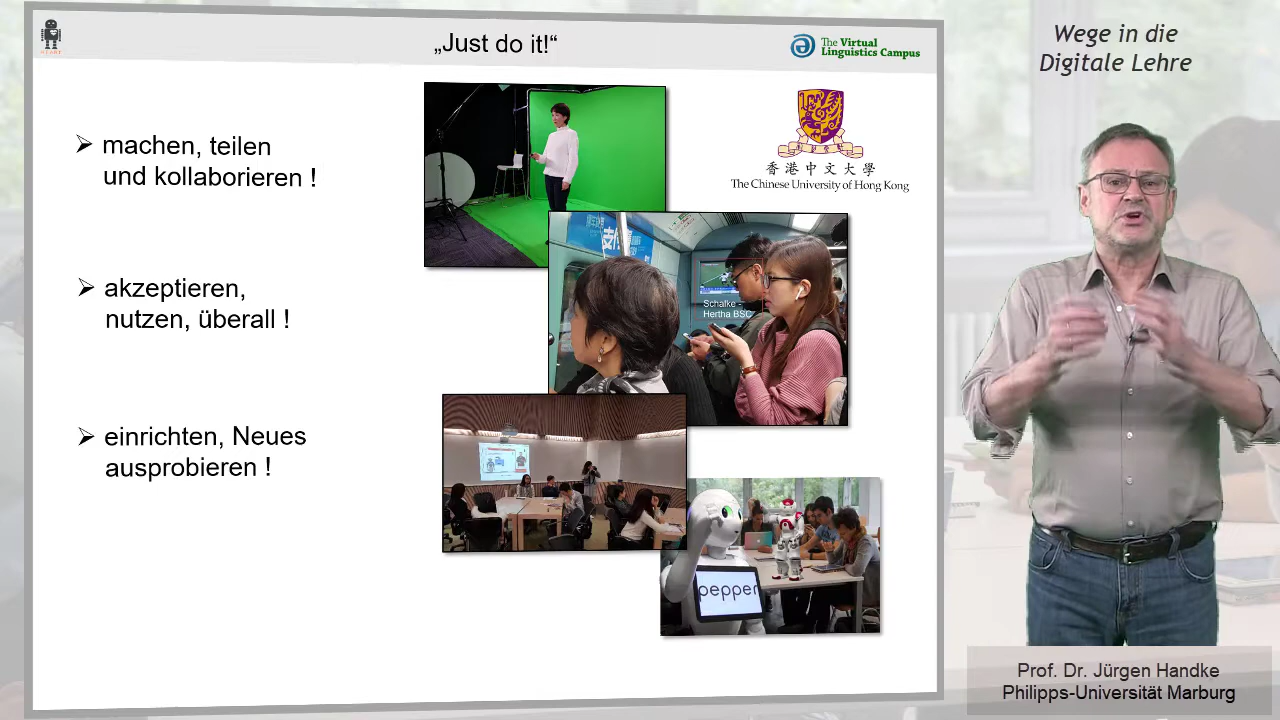 „Just do it!“
The Virtual
Linguistics Campus
Wege in die
Digitale Lehre
machen, teilen
und kollaborieren !
香港中文大學
The Chinese University of Hong Kong
akzeptieren,
nutzen, überall !
Schalke -
Hertha BSC
einrichten, Neues
ausprobieren !
pepper
Prof. Dr. Jürgen Handke
Philipps-Universität Marburg